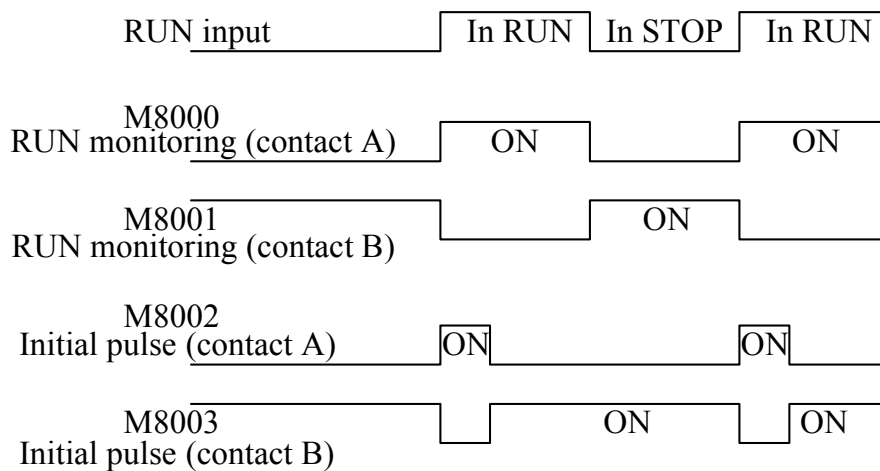 RUN input In RUN In STOP In RUN
M8000
RUN monitoring (contact A) ON ON
M8001
RUN monitoring (contact B) ON
M8002
Initial pulse (contact A) ON ON
M8003 ON ON
Initial pulse (contact B)